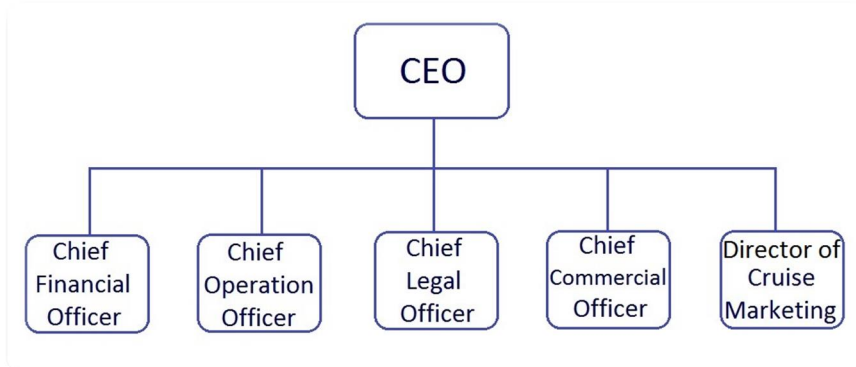 CEO
Chief
Financial
Officer
Chief
Operation
Officer
Chief
Legal
Officer
Chief
Commercial
Officer
Director of
Cruise
Marketing